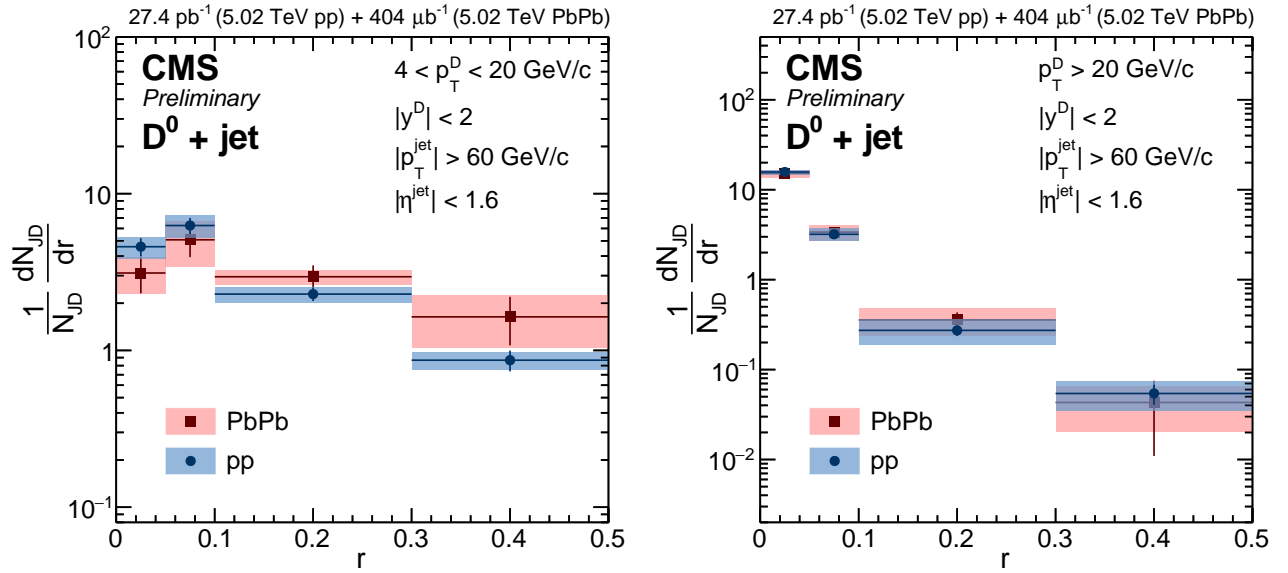 27.4 pb⁻¹ (5.02 TeV pp) + 404 μb⁻¹ (5.02 TeV PbPb)
CMS
Preliminary
D⁰ + jet
4 < p_T^D < 20 GeV/c
|y^D| < 2
|p_T^jet| > 60 GeV/c
|η^jet| < 1.6
10²
10
1
10⁻¹
1/N_JD dN_JD/dr
PbPb
pp
0 0.1 0.2 0.3 0.4 0.5
r
27.4 pb⁻¹ (5.02 TeV pp) + 404 μb⁻¹ (5.02 TeV PbPb)
CMS
Preliminary
D⁰ + jet
p_T^D > 20 GeV/c
|y^D| < 2
|p_T^jet| > 60 GeV/c
|η^jet| < 1.6
10²
10
1
10⁻¹
10⁻²
1/N_JD dN_JD/dr
PbPb
pp
0 0.1 0.2 0.3 0.4 0.5
r